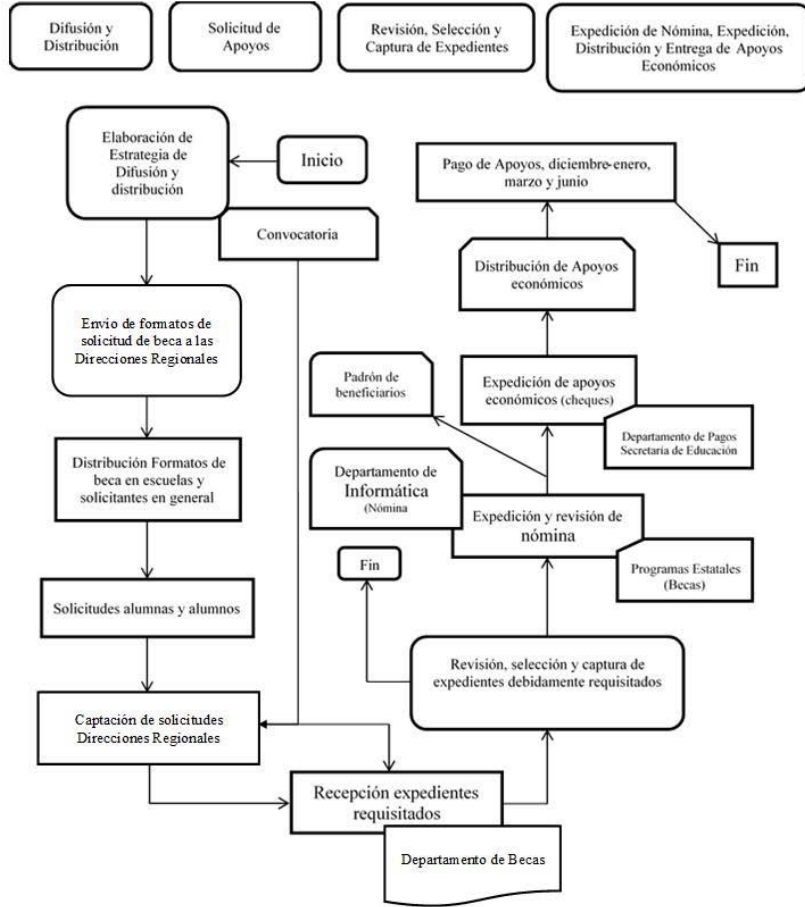 Difusión y
Distribución
Solicitud de
Apoyos
Revisión, Selección y
Captura de Expedientes
Expedición de Nómina, Expedición,
Distribución y Entrega de Apoyos
Económicos
Elaboración de
Estrategia de
Difusión y
distribución
Inicio
Convocatoria
Envio de formatos de
solicitud de beca a las
Direcciones Regionales
Distribución Formatos de
beca en escuelas y
solicitantes en general
Solicitudes alumnas y alumnos
Captación de solicitudes
Direcciones Regionales
Recepción expedientes
requisitados
Departamento de Becas
Revisión, selección y captura de
expedientes debidamente requisitados
Fin
Expedición y revisión de
nómina
Programas Estatales
(Becas)
Departamento de
Informática
(Nómina
Padrón de
beneficiarios
Expedición de apoyos
económicos (cheques)
Departamento de Pagos
Secretaría de Educación
Distribución de Apoyos
económicos
Pago de Apoyos, diciembre-enero,
marzo y junio
Fin